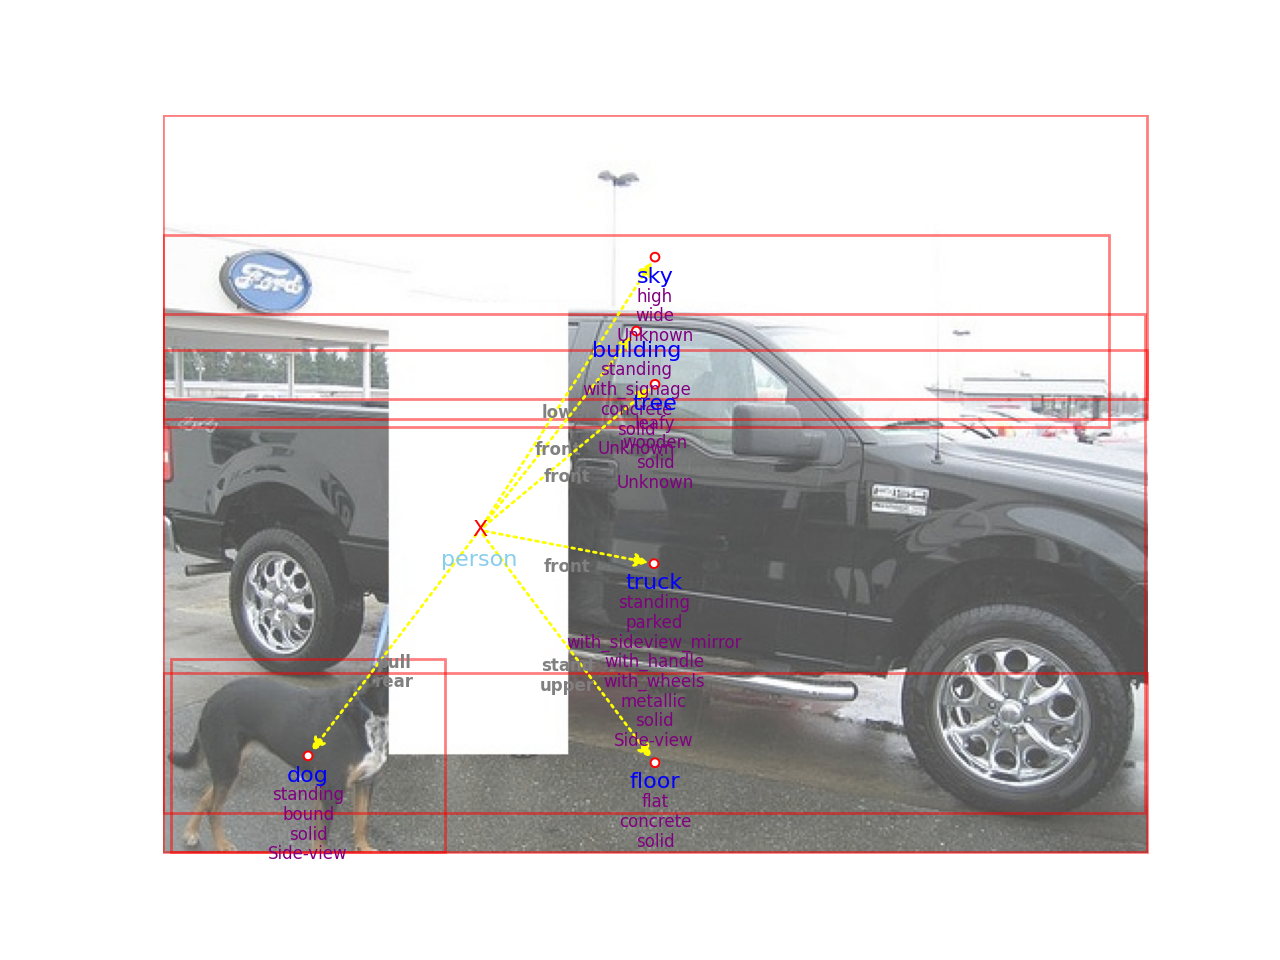 Ford
sky
high
wide
Unknown
building
standing
with_signage
concrete
solid
Unknown
tree
leafy
wooden
solid
Unknown
low
front
front
X
person
front
truck
standing
parked
with_sideview_mirror
with_handle
with_wheels
metallic
solid
Side-view
pull
rear
stand
upper
dog
standing
bound
solid
Side-view
floor
flat
concrete
solid
F-150